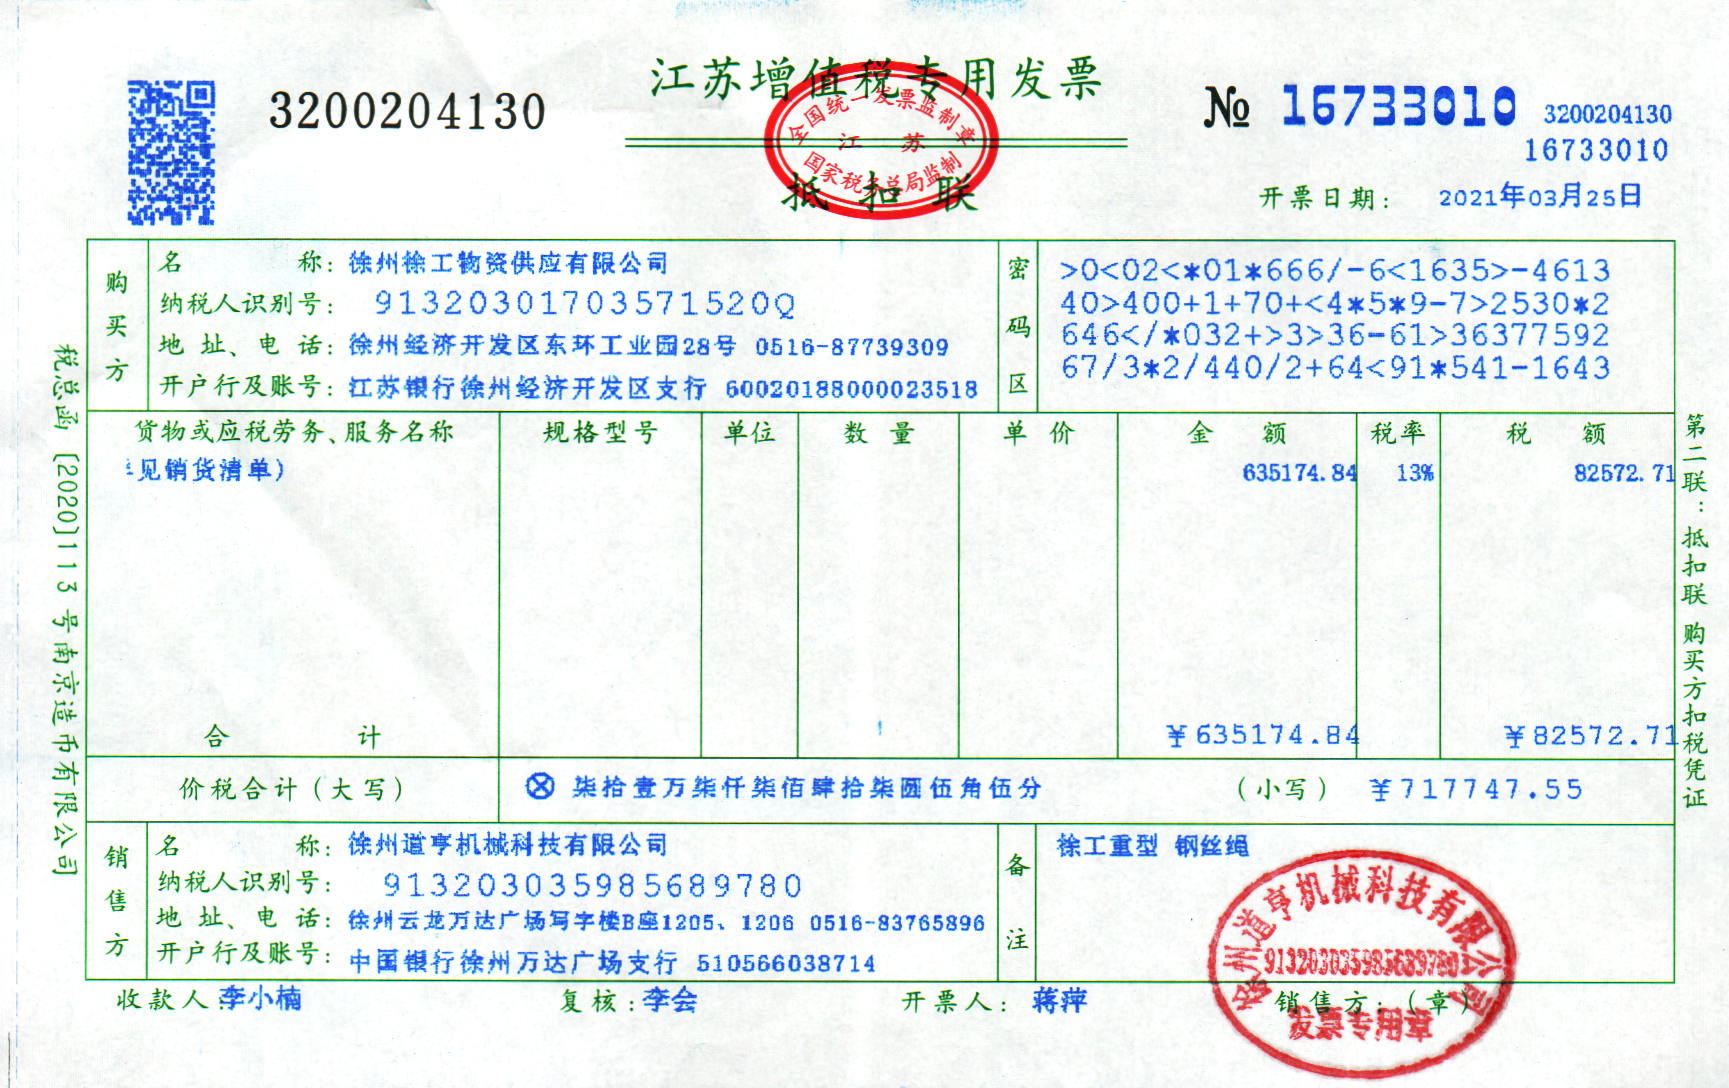 江苏增值税专用发票
3200204130
№ 16733010
3200204130
16733010
全国统一发票监制章
江 苏
国家税务总局监制
抵扣联
开票日期: 2021年03月25日
购买方
名 称: 徐州徐工物资供应有限公司
纳税人识别号: 91320301703571520Q
地 址、电 话: 徐州经济开发区东环工业园28号 0516-87739309
开户行及账号: 江苏银行徐州经济开发区支行 60020188000023518
密码区
>0<02<*01*666/-6<1635>-4613
40>400+1+70+<4*5*9-7>2530*2
646</*032+>3>36-61>36377592
67/3*2/440/2+64<91*541-1643
货物或应税劳务、服务名称 规格型号 单位 数 量 单 价 金 额 税率 税 额
见销货清单) 635174.84 13% 82572.71
合 计 ¥635174.84 ¥82572.71
价税合计(大写) ⊗ 柒拾壹万柒仟柒佰肆拾柒圆伍角伍分 (小写) ¥717747.55
销售方
名 称: 徐州道亨机械科技有限公司
纳税人识别号: 913203035985689780
地 址、电 话: 徐州云龙万达广场写字楼B座1205、1206 0516-83765896
开户行及账号: 中国银行徐州万达广场支行 510566038714
备注
徐工重型 钢丝绳
收款人: 李小楠 复核: 李会 开票人: 蒋萍 销售方:(章)
徐州道亨机械科技有限公司
913203035985689780
发票专用章
税总函[2020]113号南京造币有限公司
第二联:抵扣联 购买方扣税凭证